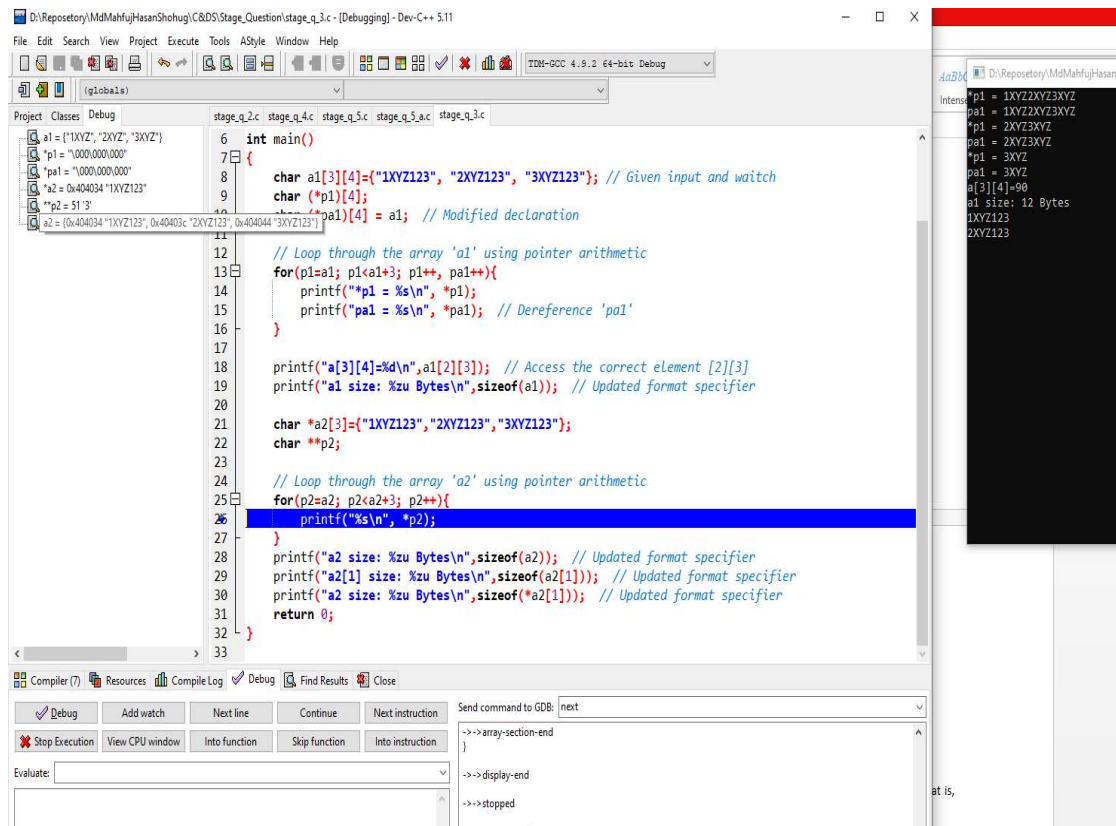 D:\Reposetory\MdMahfujHasanShohug\C&DS\Stage_Question\stage_q_3.c - [Debugging] - Dev-C++ 5.11
File Edit Search View Project Execute Tools AStyle Window Help
TDM-GCC 4.9.2 64-bit Debug
(globals)
Project Classes Debug
stage_q_2.c stage_q_4.c stage_q_5.c stage_q_5_a.c stage_q_3.c
a1 = {"1XYZ", "2XYZ", "3XYZ"}
*p1 = "\000\000\000"
*pa1 = "\000\000\000"
*a2 = 0x404034 "1XYZ123"
**p2 = 51 '3'
a2 = {0x404034 "1XYZ123", 0x40403c "2XYZ123", 0x404044 "3XYZ123"}
6 int main()
7 {
8 char a1[3][4]={"1XYZ123", "2XYZ123", "3XYZ123"}; // Given input and waitch
9 char (*p1)[4];
(*pa1)[4] = a1; // Modified declaration
12 // Loop through the array 'a1' using pointer arithmetic
13 for(p1=a1; p1<a1+3; p1++, pa1++){
14 printf("*p1 = %s\n", *p1);
15 printf("pa1 = %s\n", *pa1); // Dereference 'pa1'
16 }
17
18 printf("a[3][4]=%d\n",a1[2][3]); // Access the correct element [2][3]
19 printf("a1 size: %zu Bytes\n",sizeof(a1)); // Updated format specifier
20
21 char *a2[3]={"1XYZ123","2XYZ123","3XYZ123"};
22 char **p2;
23
24 // Loop through the array 'a2' using pointer arithmetic
25 for(p2=a2; p2<a2+3; p2++){
26 printf("%s\n", *p2);
27 }
28 printf("a2 size: %zu Bytes\n",sizeof(a2)); // Updated format specifier
29 printf("a2[1] size: %zu Bytes\n",sizeof(a2[1])); // Updated format specifier
30 printf("a2 size: %zu Bytes\n",sizeof(*a2[1])); // Updated format specifier
31 return 0;
32 }
33
Compiler (7) Resources Compile Log Debug Find Results Close
Debug Add watch Next line Continue Next instruction
Stop Execution View CPU window Into function Skip function Into instruction
Evaluate:
Send command to GDB: next
->->array-section-end
}
->->display-end
->->stopped
AaBbC
Intense
D:\Reposetory\MdMahfujHasan
*p1 = 1XYZ2XYZ3XYZ
pa1 = 1XYZ2XYZ3XYZ
*p1 = 2XYZ3XYZ
pa1 = 2XYZ3XYZ
*p1 = 3XYZ
pa1 = 3XYZ
a[3][4]=90
a1 size: 12 Bytes
1XYZ123
2XYZ123
at is,